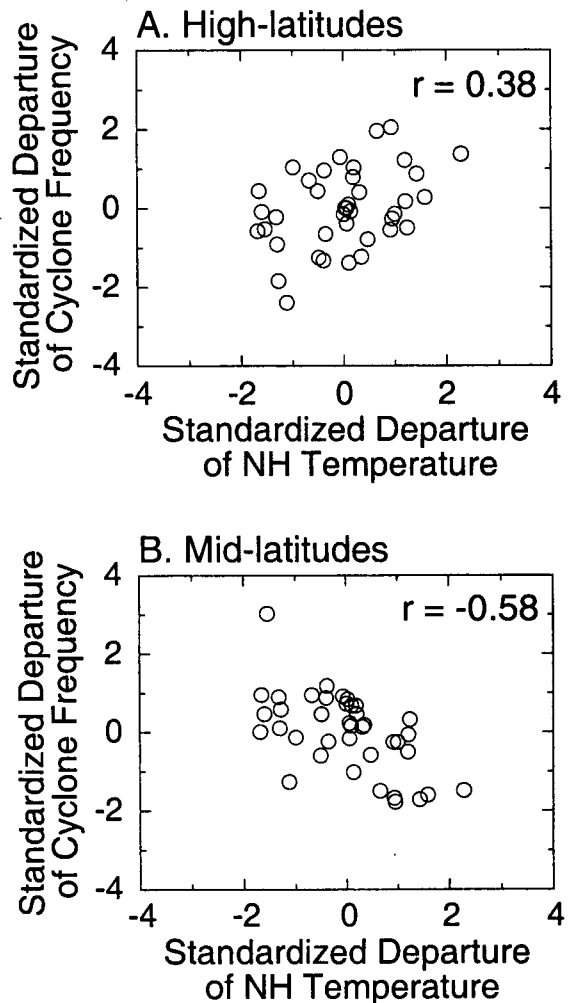 A. High-latitudes
Standardized Departure
of Cyclone Frequency
4
2
0
-2
-4
r = 0.38
-4
-2
0
2
4
Standardized Departure
of NH Temperature
B. Mid-latitudes
Standardized Departure
of Cyclone Frequency
4
2
0
-2
-4
r = -0.58
-4
-2
0
2
4
Standardized Departure
of NH Temperature